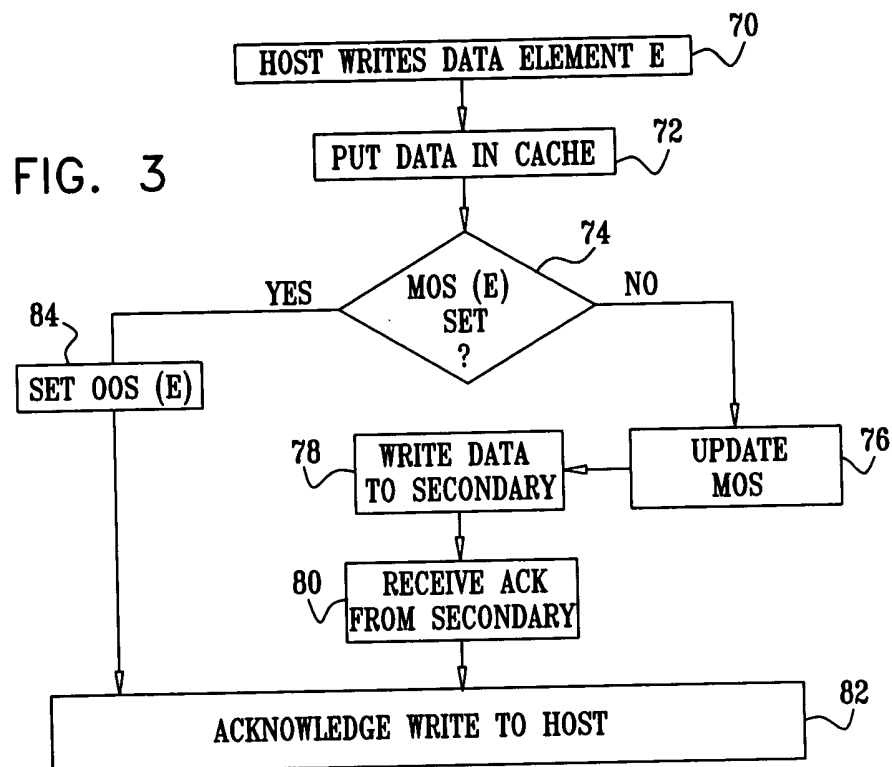 70
HOST WRITES DATA ELEMENT E
72
PUT DATA IN CACHE
FIG. 3
74
MOS (E)
SET
?
YES
NO
84
SET OOS (E)
78
WRITE DATA
TO SECONDARY
UPDATE
MOS
76
80
RECEIVE ACK
FROM SECONDARY
ACKNOWLEDGE WRITE TO HOST
82